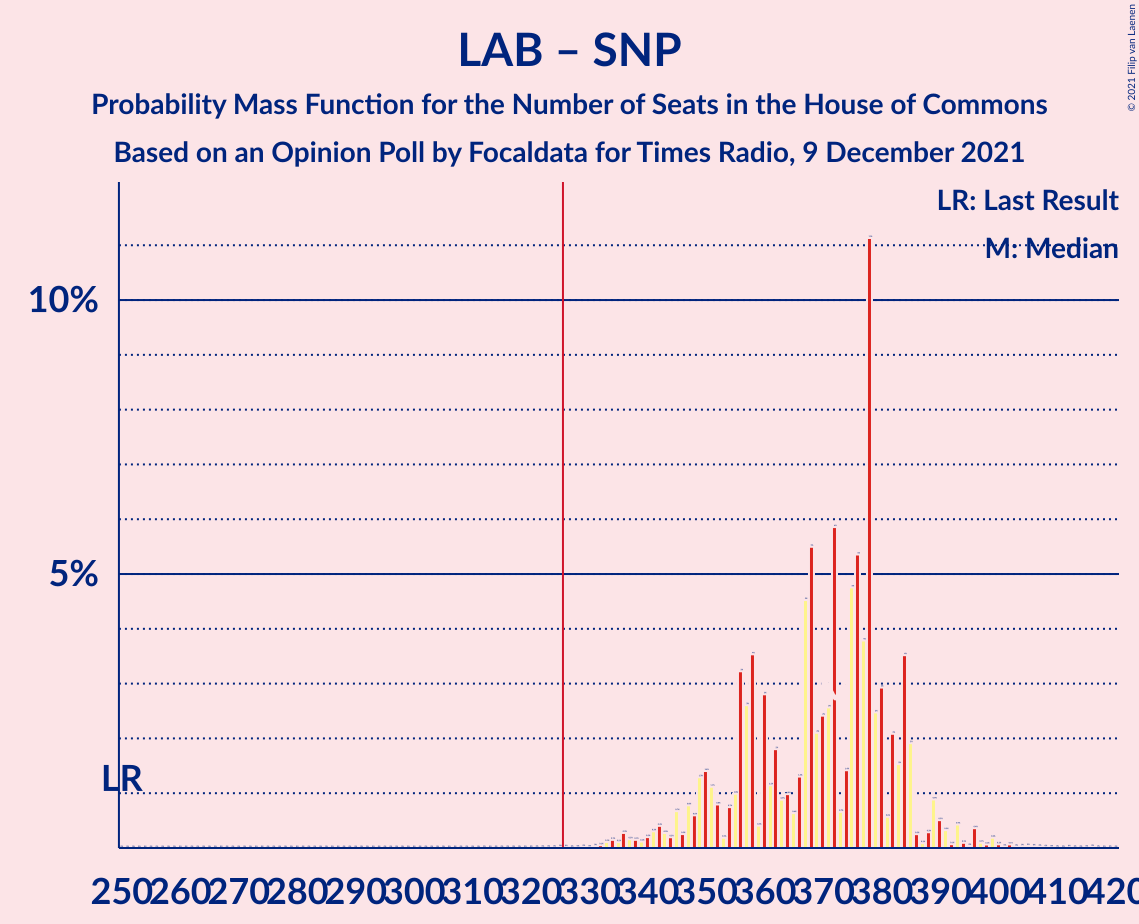 LAB – SNP
Probability Mass Function for the Number of Seats in the House of Commons
Based on an Opinion Poll by Focaldata for Times Radio, 9 December 2021
© 2021 Filip van Laenen
LR: Last Result
M: Median
10%
5%
LR
250 260 270 280 290 300 310 320 330 340 350 360 370 380 390 400 410 420